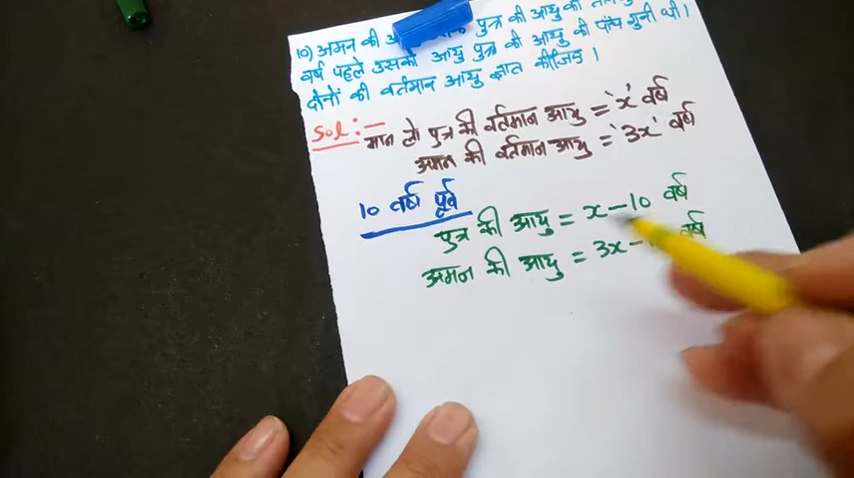 10) अमन की आयु पुत्र की आयु की
वर्ष पहले उसकी आयु पुत्र की आयु की पांच गुनी थी।
दोनों की वर्तमान आयु ज्ञात कीजिए।
Sol:- मान लो पुत्र की वर्तमान आयु = 'x' वर्ष
अमन की वर्तमान आयु = '3x' वर्ष
10 वर्ष पूर्व
पुत्र की आयु = x-10 वर्ष
अमन की आयु = 3x- वर्ष